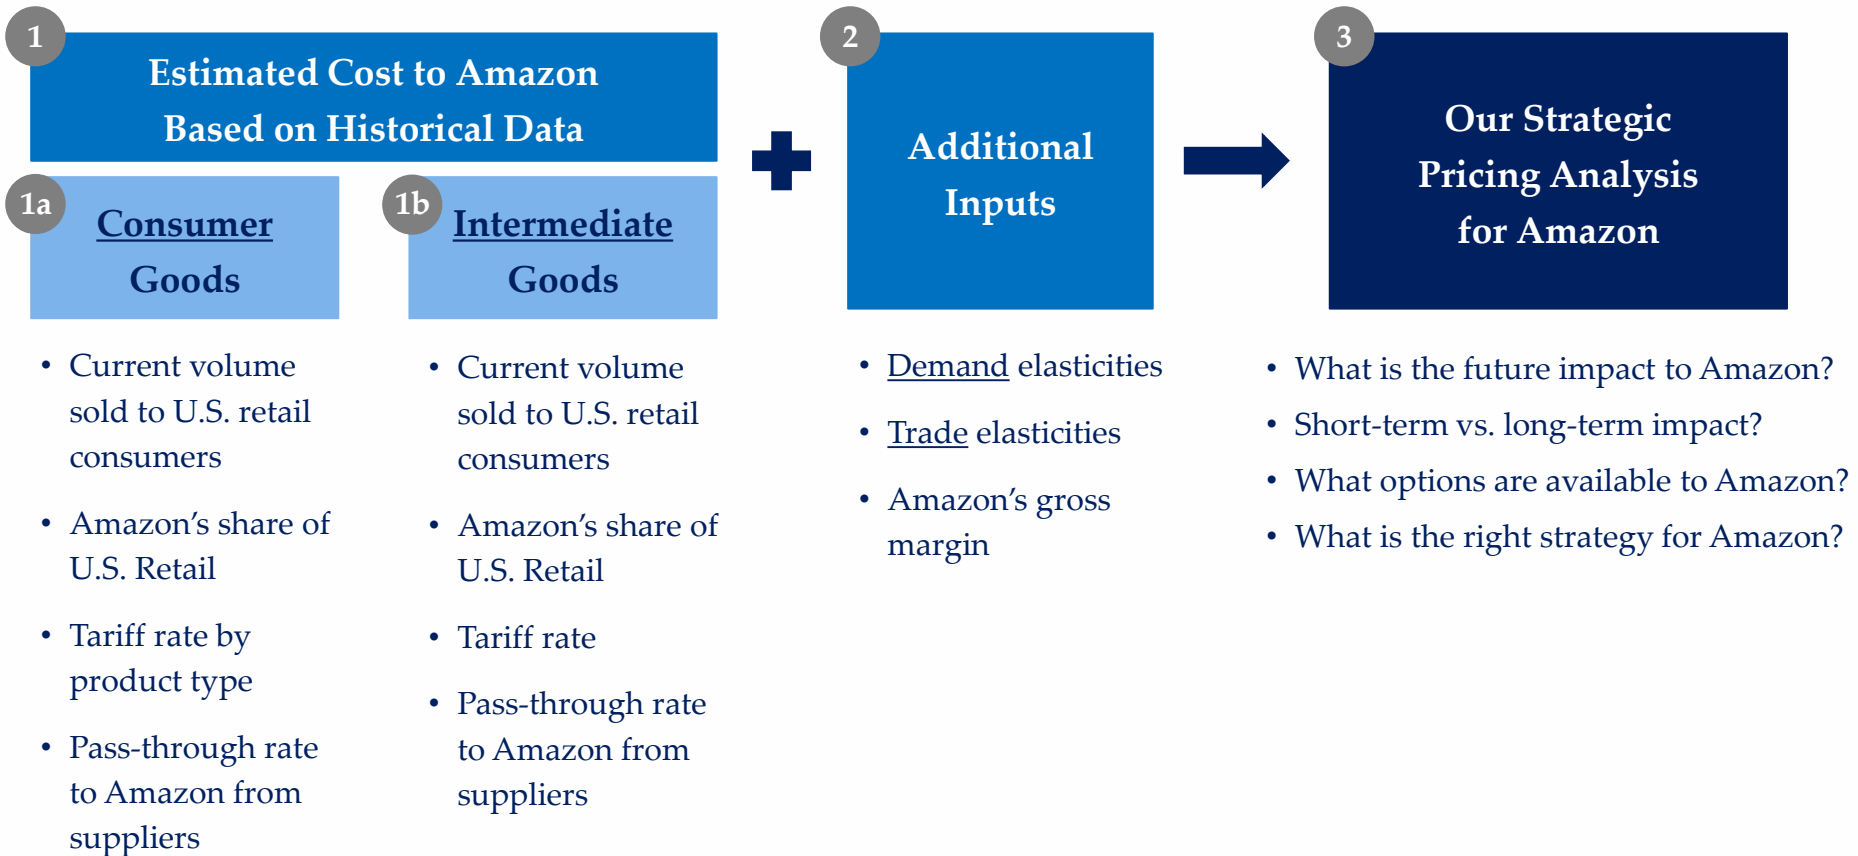 1
Estimated Cost to Amazon
Based on Historical Data
1a
Consumer
Goods
• Current volume
sold to U.S. retail
consumers
• Amazon’s share of
U.S. Retail
• Tariff rate by
product type
• Pass-through rate
to Amazon from
suppliers
1b
Intermediate
Goods
• Current volume
sold to U.S. retail
consumers
• Amazon’s share of
U.S. Retail
• Tariff rate
• Pass-through rate
to Amazon from
suppliers
2
Additional
Inputs
• Demand elasticities
• Trade elasticities
• Amazon’s gross
margin
3
Our Strategic
Pricing Analysis
for Amazon
• What is the future impact to Amazon?
• Short-term vs. long-term impact?
• What options are available to Amazon?
• What is the right strategy for Amazon?